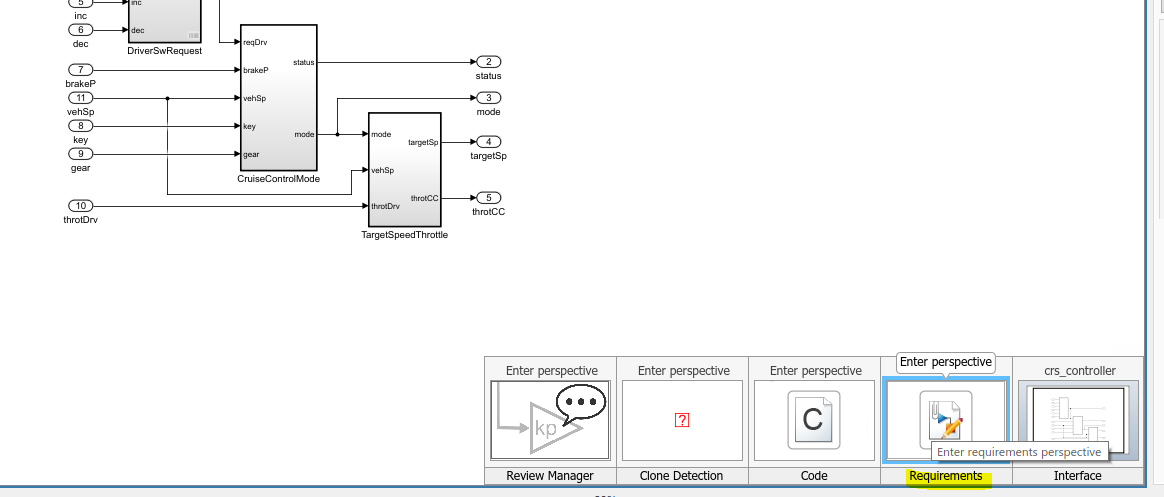 5
inc
inc
6
dec
dec
DriverSwRequest
reqDrv
status
2
status
7
brakeP
brakeP
11
vehSp
vehSp
3
mode
8
key
key
mode
mode
targetSp
4
targetSp
9
gear
gear
vehSp
CruiseControlMode
throtCC
5
throtCC
10
throtDrv
throtDrv
TargetSpeedThrottle
Enter perspective
Enter perspective
Enter perspective
Enter perspective
crs_controller
kp
?
C
Enter requirements perspective
Review Manager
Clone Detection
Code
Requirements
Interface